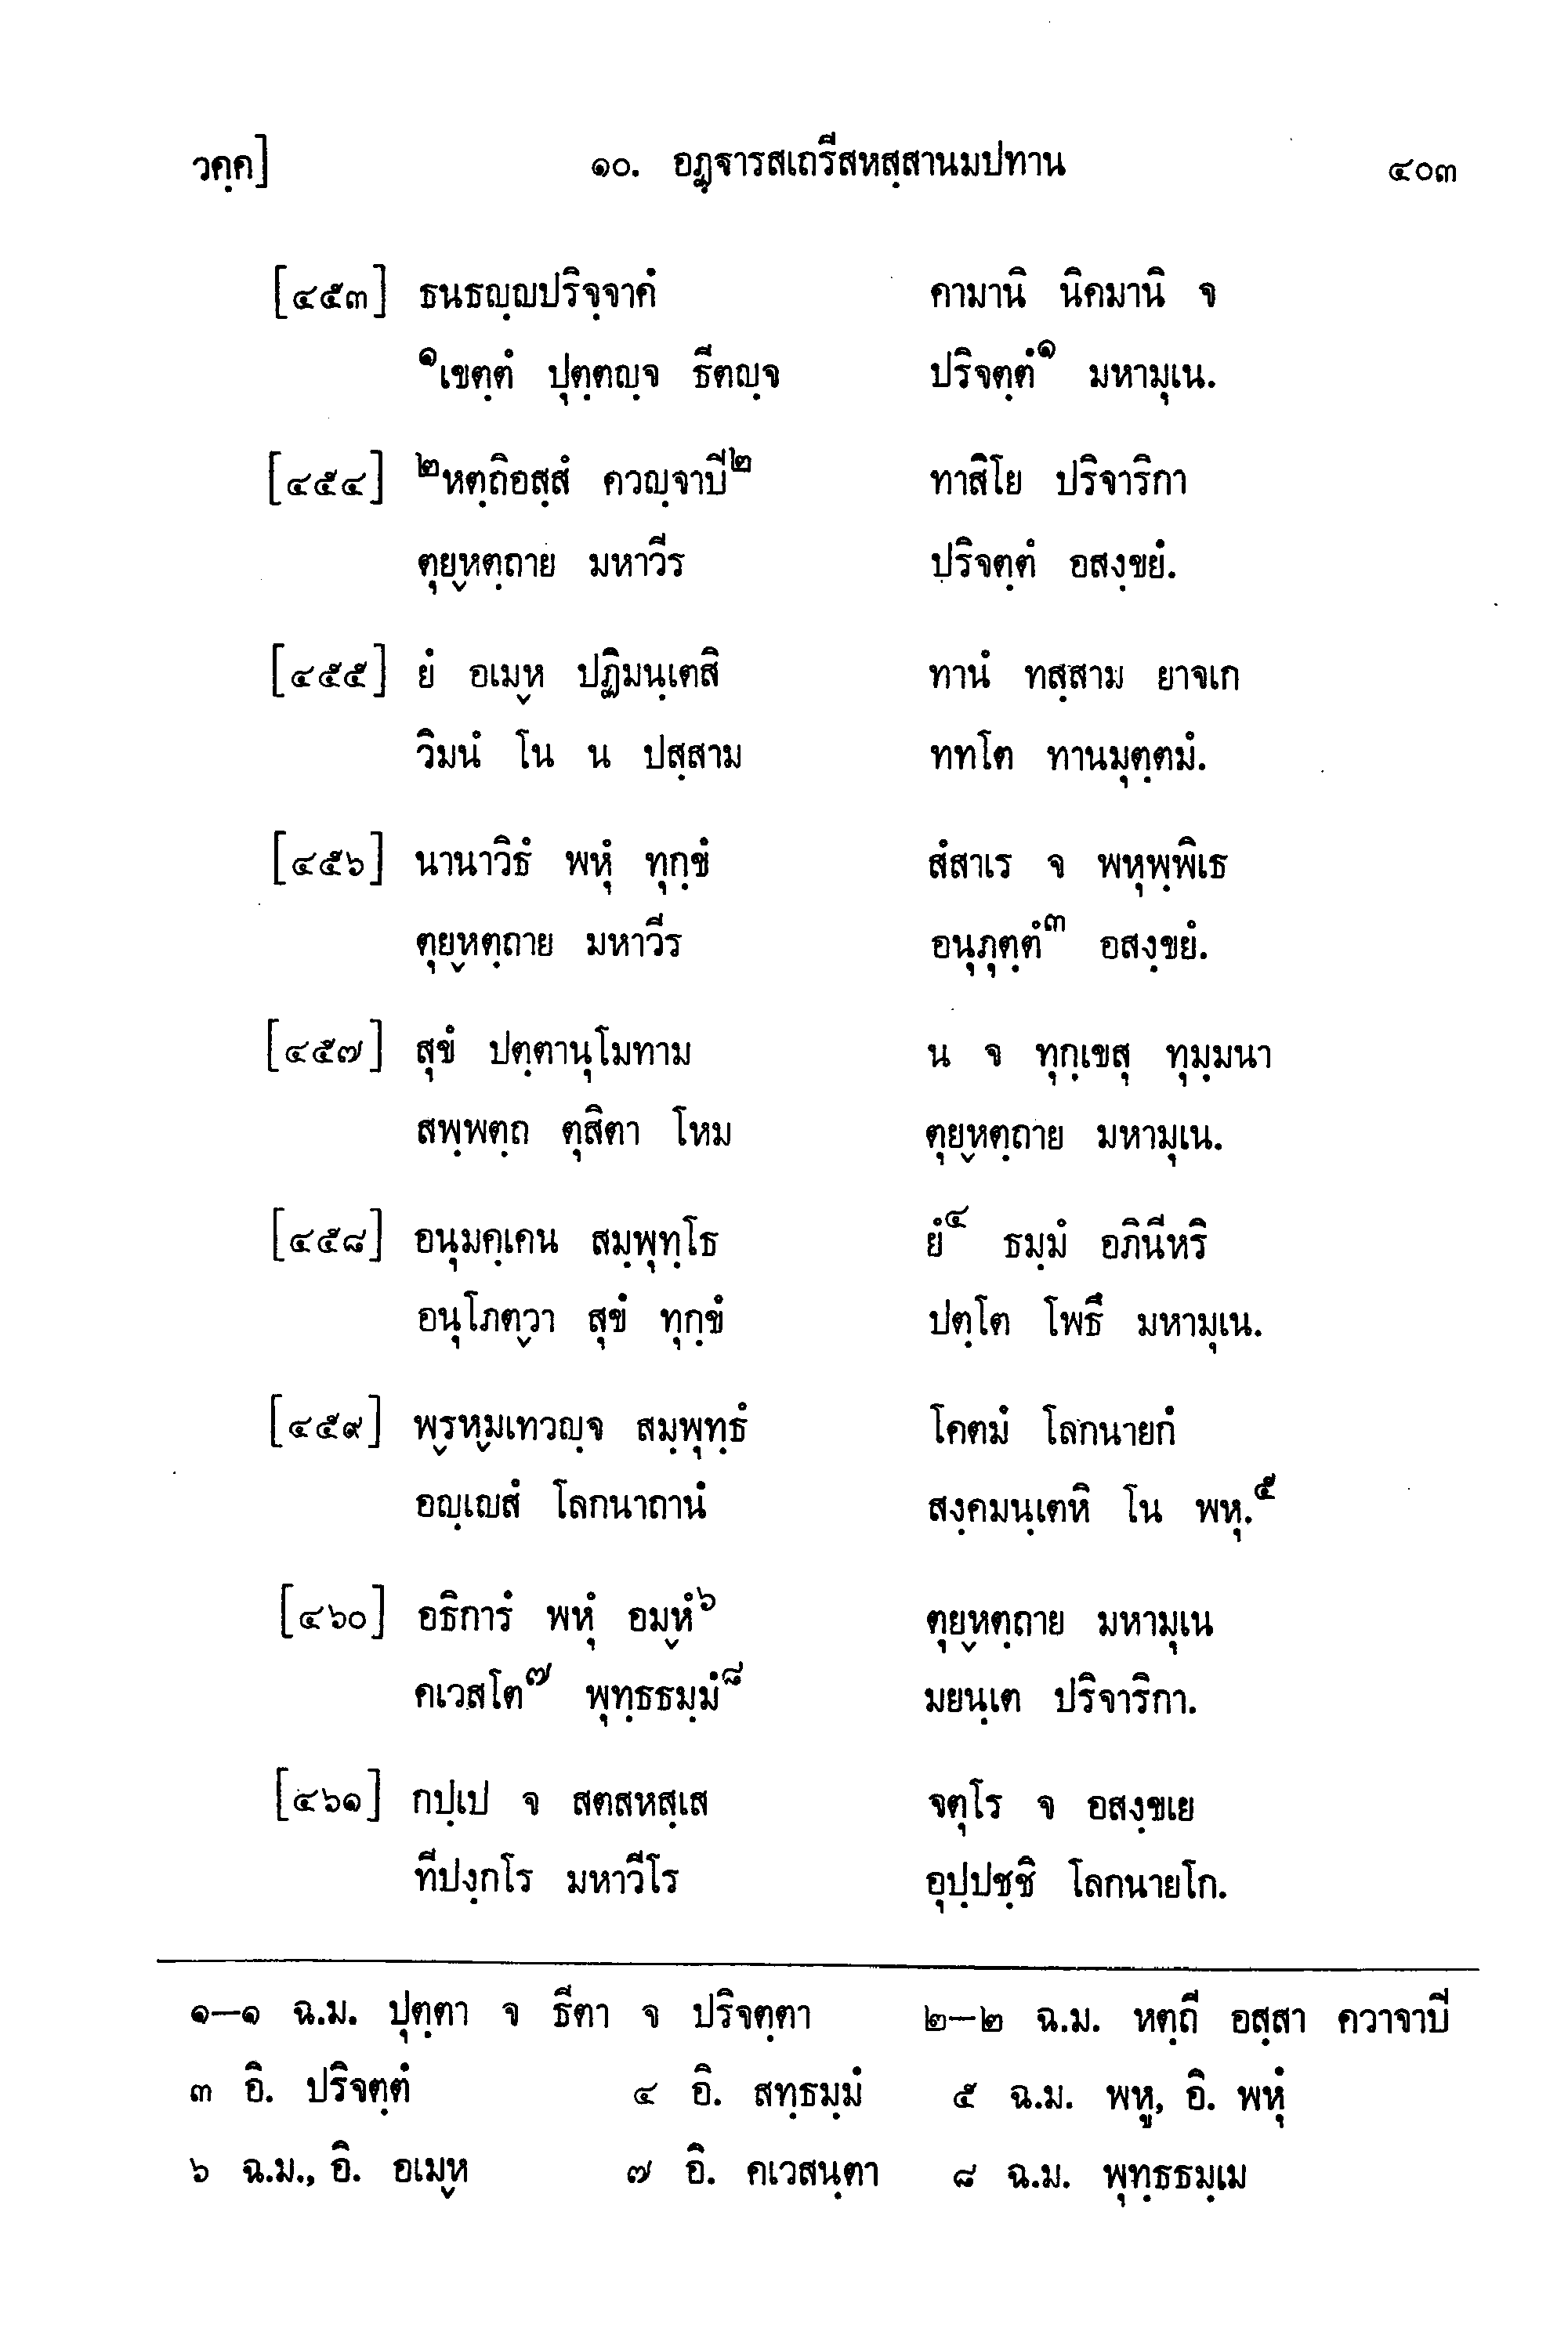 วคฺค] ๑๐. อฏฺฐารสเถรีสหสฺสานมปทาน ๔๐๓
[๔๕๓] ธนธญฺญปริจฺจาคํ คามานิ นิคมานิ จ
๑เขตฺตํ ปุตฺตญฺจ ธีตญฺจ ปริจตฺตํ๑ มหามุเน.
[๔๕๔] ๒หตฺถิอสฺสํ ควญฺจาปิ๒ ทาสิโย ปริจาริกา
ตุยฺหตฺถาย มหาวีร ปริจตฺตํ อสงฺขยํ.
[๔๕๕] ยํ อเมฺห ปฏิมนฺเตสิ ทานํ ทสฺสาม ยาจเก
วิมนํ โน น ปสฺสาม ททโต ทานมุตฺตมํ.
[๔๕๖] นานาวิธํ พหุํ ทุกฺขํ สํสาเร จ พหุพฺพิเธ
ตุยฺหตฺถาย มหาวีร อนุภุตฺตํ๓ อสงฺขยํ.
[๔๕๗] สุขํ ปตฺตานุโมทาม น จ ทุกฺเขสุ ทุมฺมนา
สพฺพตฺถ ตุสิตา โหม ตุยฺหตฺถาย มหามุเน.
[๔๕๘] อนุมคฺเคน สมฺพุทฺโธ ยํ๔ ธมฺมํ อภินีหริ
อนุโภตฺวา สุขํ ทุกฺขํ ปตฺโต โพธึ มหามุเน.
[๔๕๙] พฺรหฺมเทวญฺจ สมฺพุทฺธํ โคตมํ โลกนายกํ
อญฺเญสํ โลกนาถานํ สงฺคมนฺเตหิ โน พหุ.๕
[๔๖๐] อธิการํ พหุํ อมฺหํ๖ ตุยฺหตฺถาย มหามุเน
คเวสโต๗ พุทฺธธมฺมํ๘ มยนฺเต ปริจาริกา.
[๔๖๑] กปฺเป จ สตสหสฺเส จตุโร จ อสงฺขเย
ทีปงฺกโร มหาวีโร อุปฺปชฺชิ โลกนายโก.
๑–๑ ฉ.ม. ปุตฺตา จ ธีตา จ ปริจตฺตา ๒–๒ ฉ.ม. หตฺถี อสฺสา ควาจาปิ
๓ อิ. ปริจตฺตํ ๔ อิ. สทฺธมฺมํ ๕ ฉ.ม. พหู, อิ. พหุํ
๖ ฉ.ม., อิ. อเมฺห ๗ อิ. คเวสนฺตา ๘ ฉ.ม. พุทฺธธมฺเม